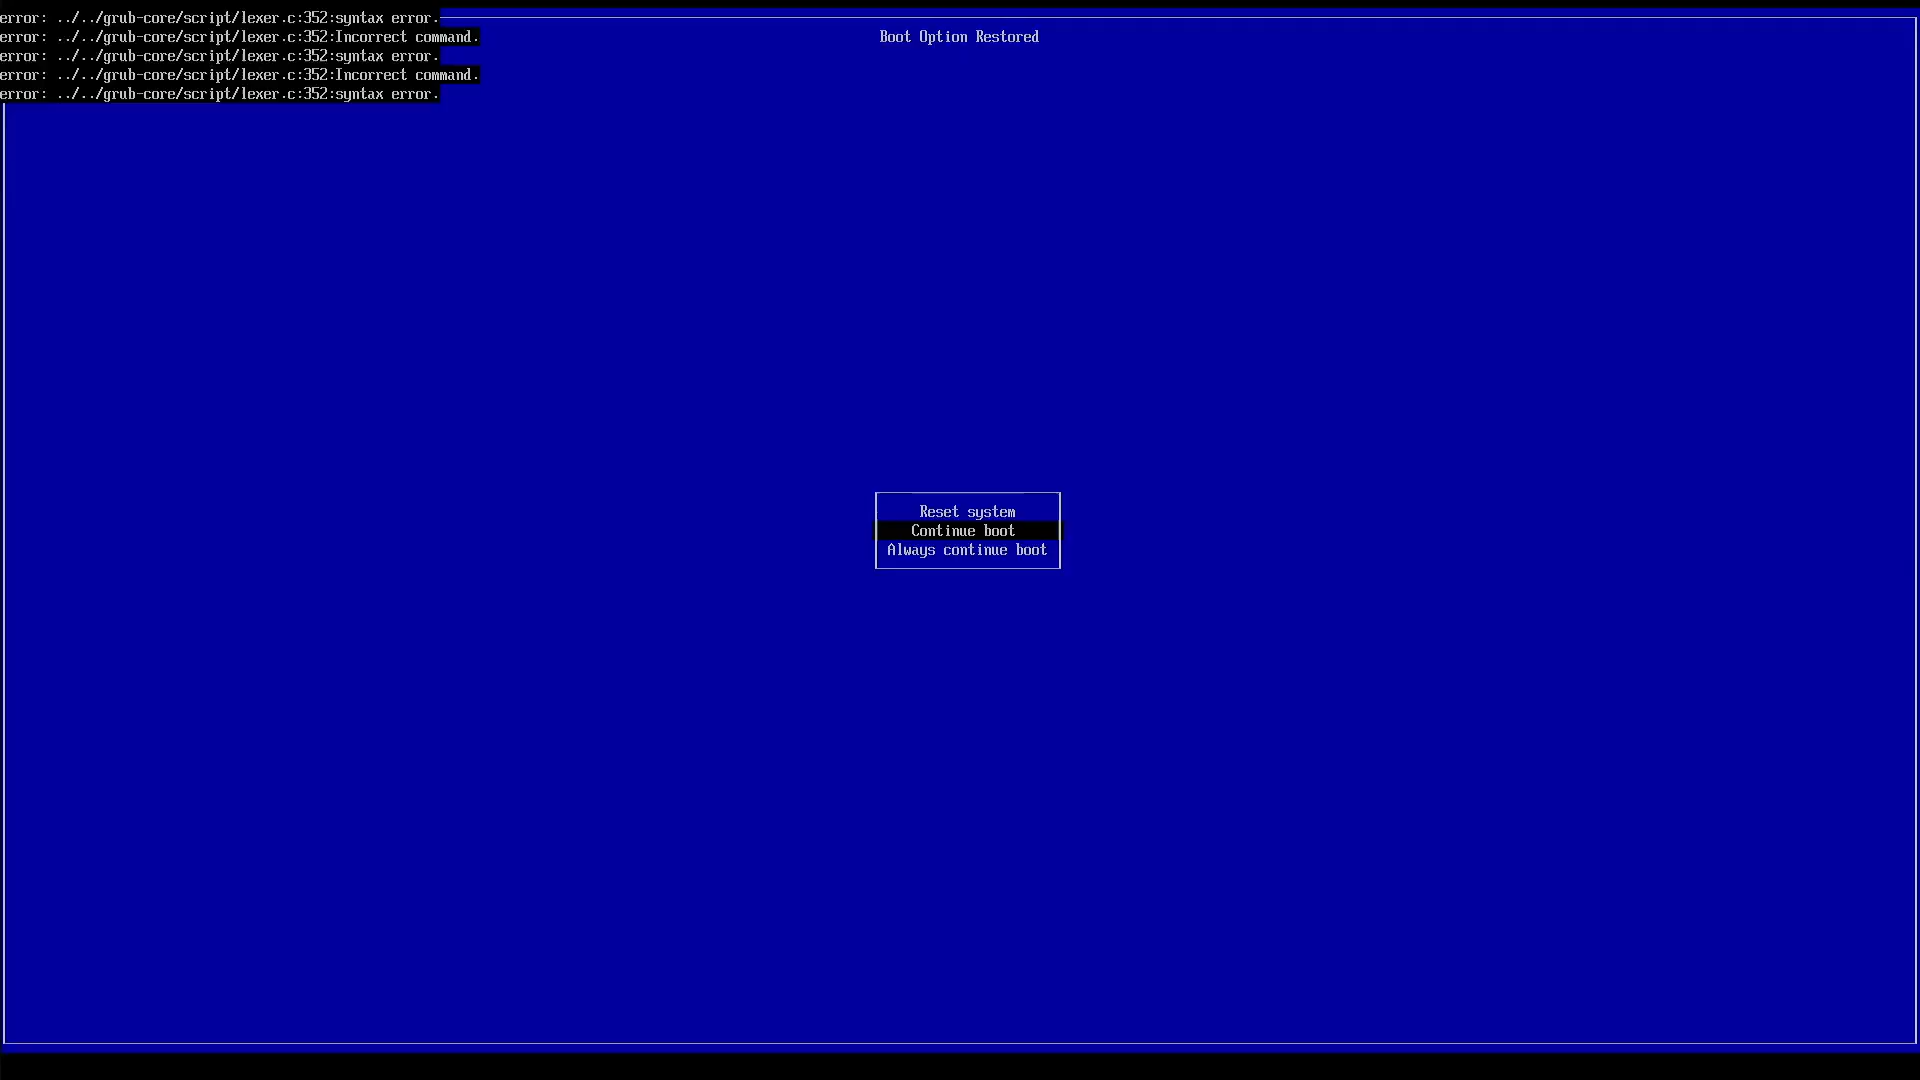 error: ../../grub-core/script/lexer.c:352:syntax error.
error: ../../grub-core/script/lexer.c:352:Incorrect command.
Boot Option Restored
error: ../../grub-core/script/lexer.c:352:syntax error.
error: ../../grub-core/script/lexer.c:352:Incorrect command.
error: ../../grub-core/script/lexer.c:352:syntax error.
Reset system
Continue boot
Always continue boot